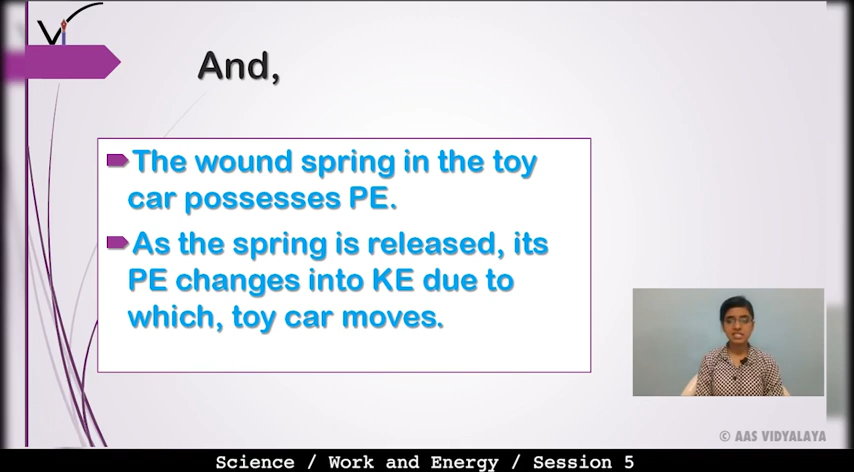 And,
The wound spring in the toy
car possesses PE.
As the spring is released, its
PE changes into KE due to
which, toy car moves.
© AAS VIDYALAYA
Science / Work and Energy / Session 5